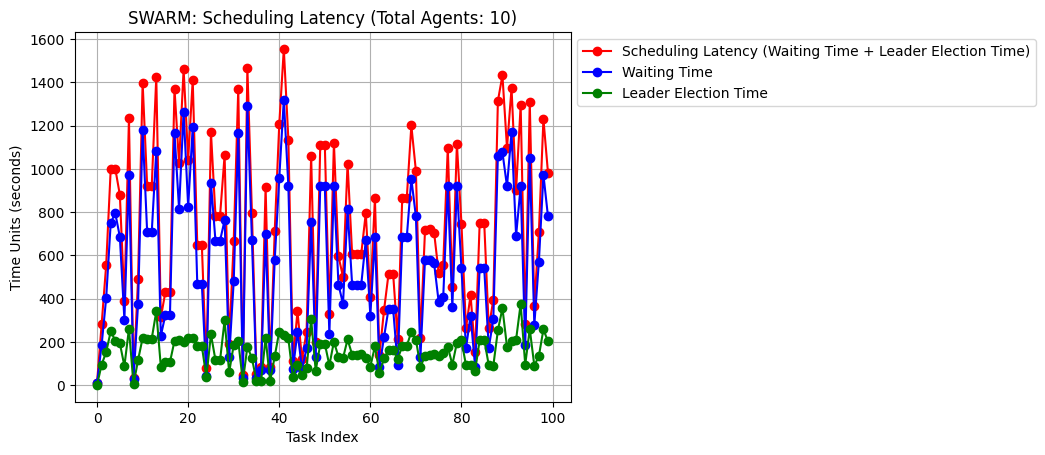 SWARM: Scheduling Latency (Total Agents: 10)
Time Units (seconds)
1600
1400
1200
1000
800
600
400
200
0
0 20 40 60 80 100
Task Index
Scheduling Latency (Waiting Time + Leader Election Time)
Waiting Time
Leader Election Time